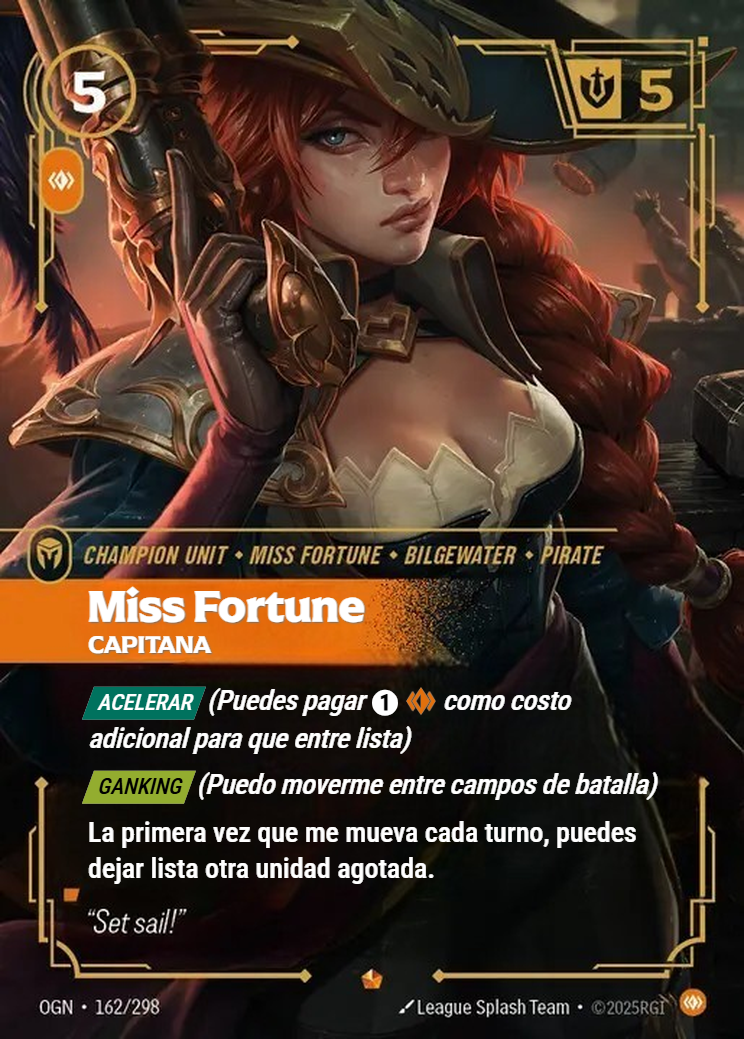 5
5
CHAMPION UNIT • MISS FORTUNE • BILGEWATER • PIRATE
Miss Fortune
CAPITANA
ACELERAR (Puedes pagar 1 como costo
adicional para que entre lista)
GANKING (Puedo moverme entre campos de batalla)
La primera vez que me mueva cada turno, puedes
dejar lista otra unidad agotada.
“Set sail!”
OGN • 162/298
League Splash Team • ©2025RGI